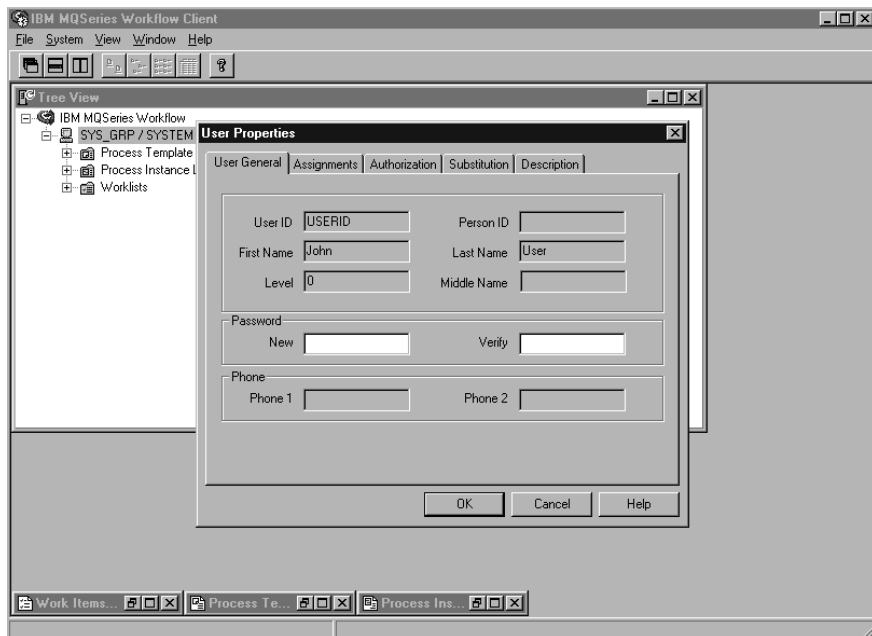 IBM MQSeries Workflow Client
File System View Window Help
Tree View
IBM MQSeries Workflow
SYS_GRP / SYSTEM
Process Template
Process Instance L
Worklists
User Properties
User General Assignments Authorization Substitution Description
User ID USERID Person ID
First Name John Last Name User
Level 0 Middle Name
Password
New Verify
Phone
Phone 1 Phone 2
OK Cancel Help
Work Items... Process Te... Process Ins...